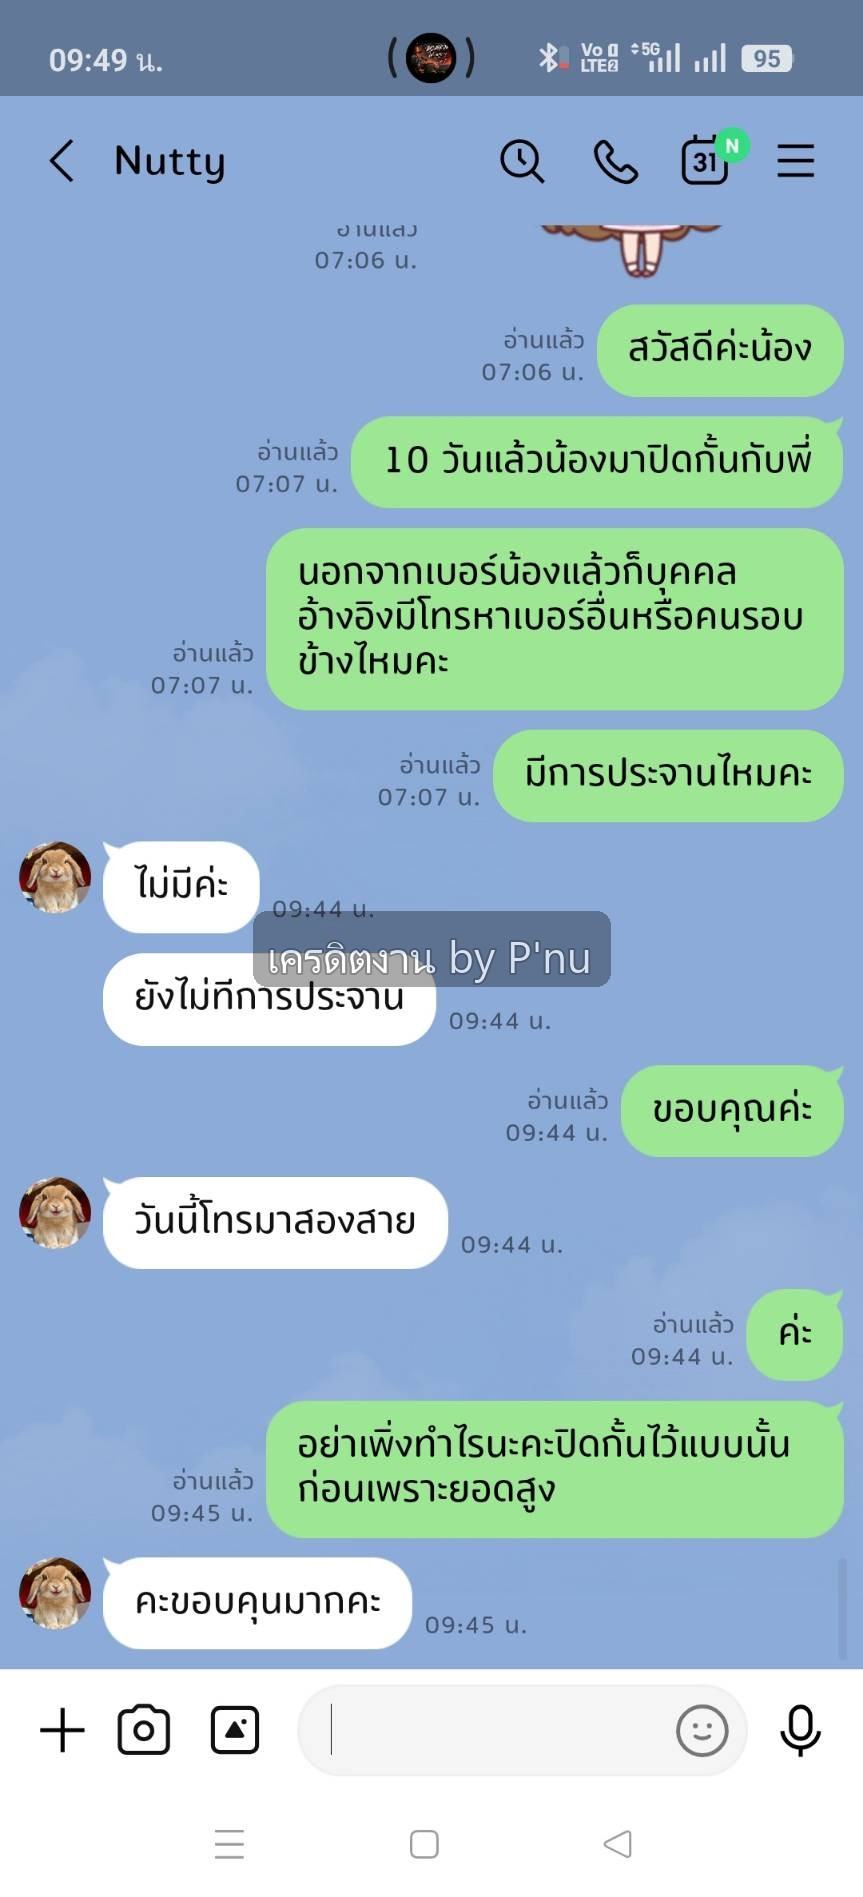 09:49 น.
Vo
LTE2
5G
95
Nutty
31
N
อ่านแล้ว
07:06 น.
อ่านแล้ว
07:06 น.
สวัสดีค่ะน้อง
อ่านแล้ว
07:07 น.
10 วันแล้วน้องมาปิดกั้นกับพี่
นอกจากเบอร์น้องแล้วก็บุคคล
อ้างอิงมีโทรหาเบอร์อื่นหรือคนรอบ
ข้างไหมคะ
อ่านแล้ว
07:07 น.
อ่านแล้ว
07:07 น.
มีการประจานไหมคะ
ไม่มีค่ะ
09:44 น.
เครดิตงาน by P'nu
ยังไม่ทีการประจาน
09:44 น.
อ่านแล้ว
09:44 น.
ขอบคุณค่ะ
วันนี้โทรมาสองสาย
09:44 น.
อ่านแล้ว
09:44 น.
ค่ะ
อย่าเพิ่งทำไรนะคะปิดกั้นไว้แบบนั้น
ก่อนเพราะยอดสูง
อ่านแล้ว
09:45 น.
คะขอบคุนมากคะ
09:45 น.